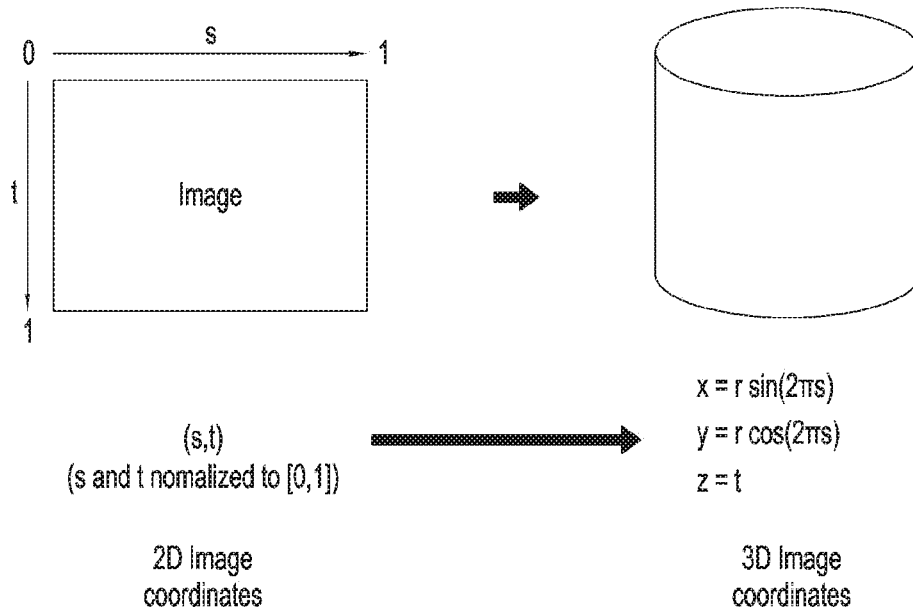 0 s 1
t
Image
1
(s,t)
(s and t nomalized to [0,1])
x = r sin(2πs)
y = r cos(2πs)
z = t
2D Image
coordinates
3D Image
coordinates